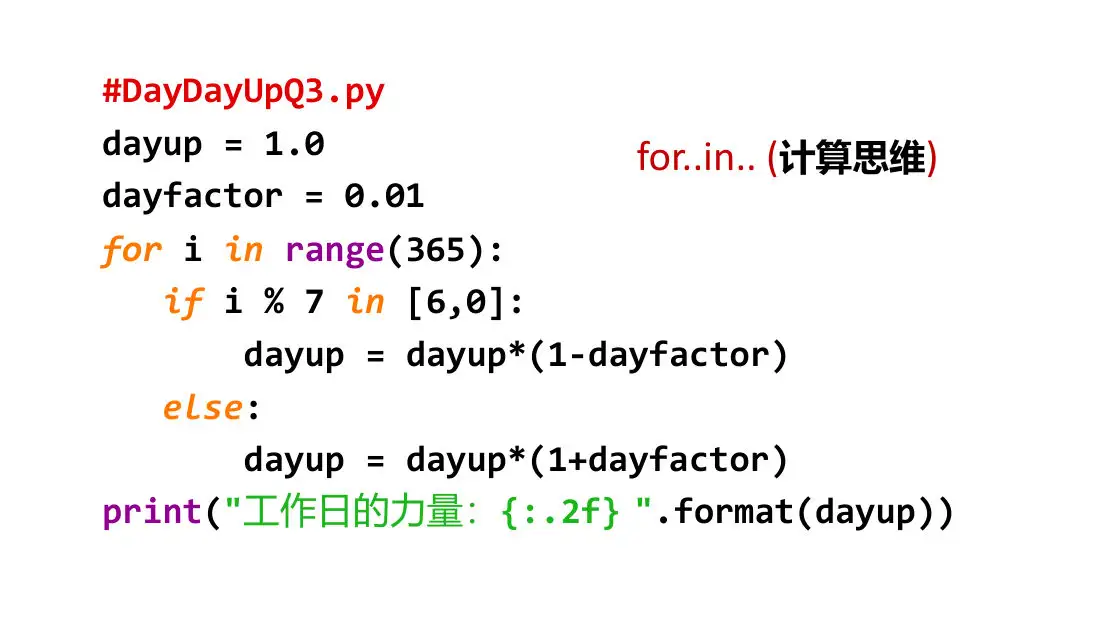 #DayDayUpQ3.py
dayup = 1.0
for..in.. (计算思维)
dayfactor = 0.01
for i in range(365):
    if i % 7 in [6,0]:
        dayup = dayup*(1-dayfactor)
    else:
        dayup = dayup*(1+dayfactor)
print("工作日的力量：{:.2f} ".format(dayup))